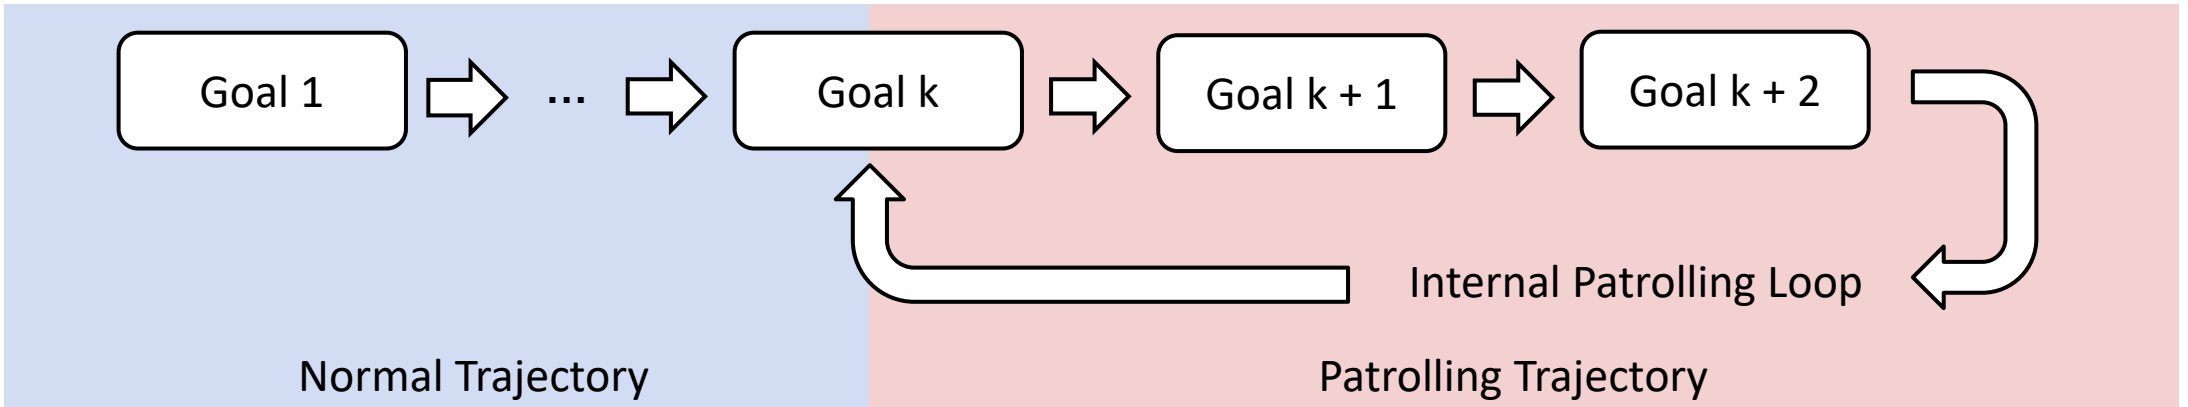 Goal 1
...
Goal k
Goal k + 1
Goal k + 2
Internal Patrolling Loop
Normal Trajectory
Patrolling Trajectory